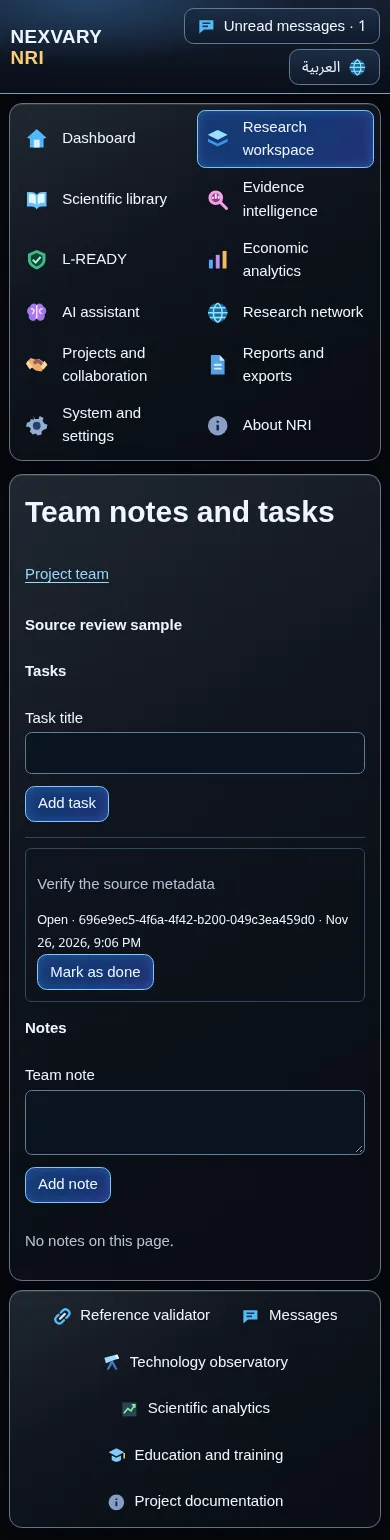 NEXVARY
NRI
Unread messages · 1
العربية
Dashboard
Research
workspace
Scientific library
Evidence
intelligence
L-READY
Economic
analytics
AI assistant
Research network
Projects and
collaboration
Reports and
exports
System and
settings
About NRI
Team notes and tasks
Project team
Source review sample
Tasks
Task title
Add task
Verify the source metadata
Open · 696e9ec5-4f6a-4f42-b200-049c3ea459d0 · Nov
26, 2026, 9:06 PM
Mark as done
Notes
Team note
Add note
No notes on this page.
Reference validator
Messages
Technology observatory
Scientific analytics
Education and training
Project documentation